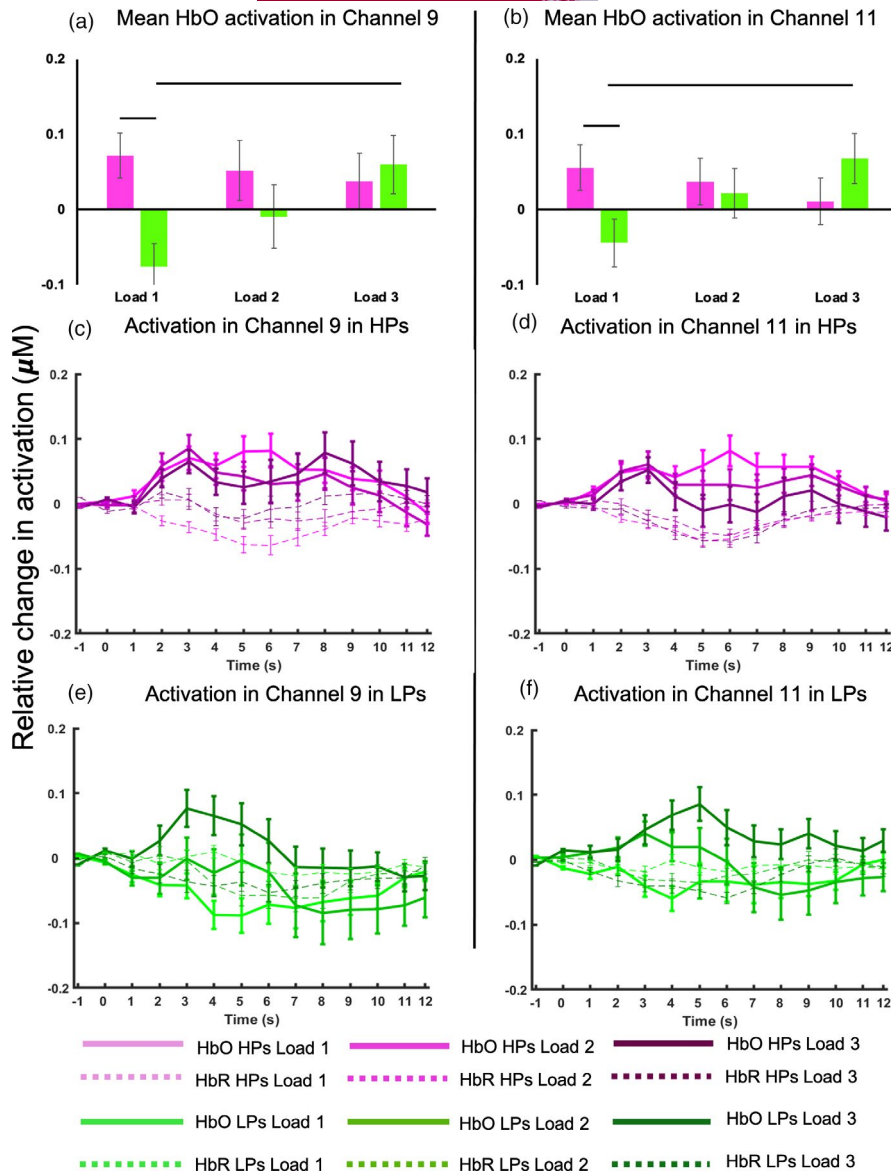 (a) Mean HbO activation in Channel 9
0.2
0.1
0
-0.1
Load 1 Load 2 Load 3
(b) Mean HbO activation in Channel 11
0.2
0.1
0
-0.1
Load 1 Load 2 Load 3
Relative change in activation (μM)
(c) Activation in Channel 9 in HPs
0.2
0.1
0
-0.1
-0.2
-1 0 1 2 3 4 5 6 7 8 9 10 11 12
Time (s)
(d) Activation in Channel 11 in HPs
0.2
0.1
0
-0.1
-0.2
-1 0 1 2 3 4 5 6 7 8 9 10 11 12
Time (s)
(e) Activation in Channel 9 in LPs
0.2
0.1
0
-0.1
-0.2
-1 0 1 2 3 4 5 6 7 8 9 10 11 12
Time (s)
(f) Activation in Channel 11 in LPs
0.2
0.1
0
-0.1
-0.2
-1 0 1 2 3 4 5 6 7 8 9 10 11 12
Time (s)
HbO HPs Load 1 HbO HPs Load 2 HbO HPs Load 3
HbR HPs Load 1 HbR HPs Load 2 HbR HPs Load 3
HbO LPs Load 1 HbO LPs Load 2 HbO LPs Load 3
HbR LPs Load 1 HbR LPs Load 2 HbR LPs Load 3